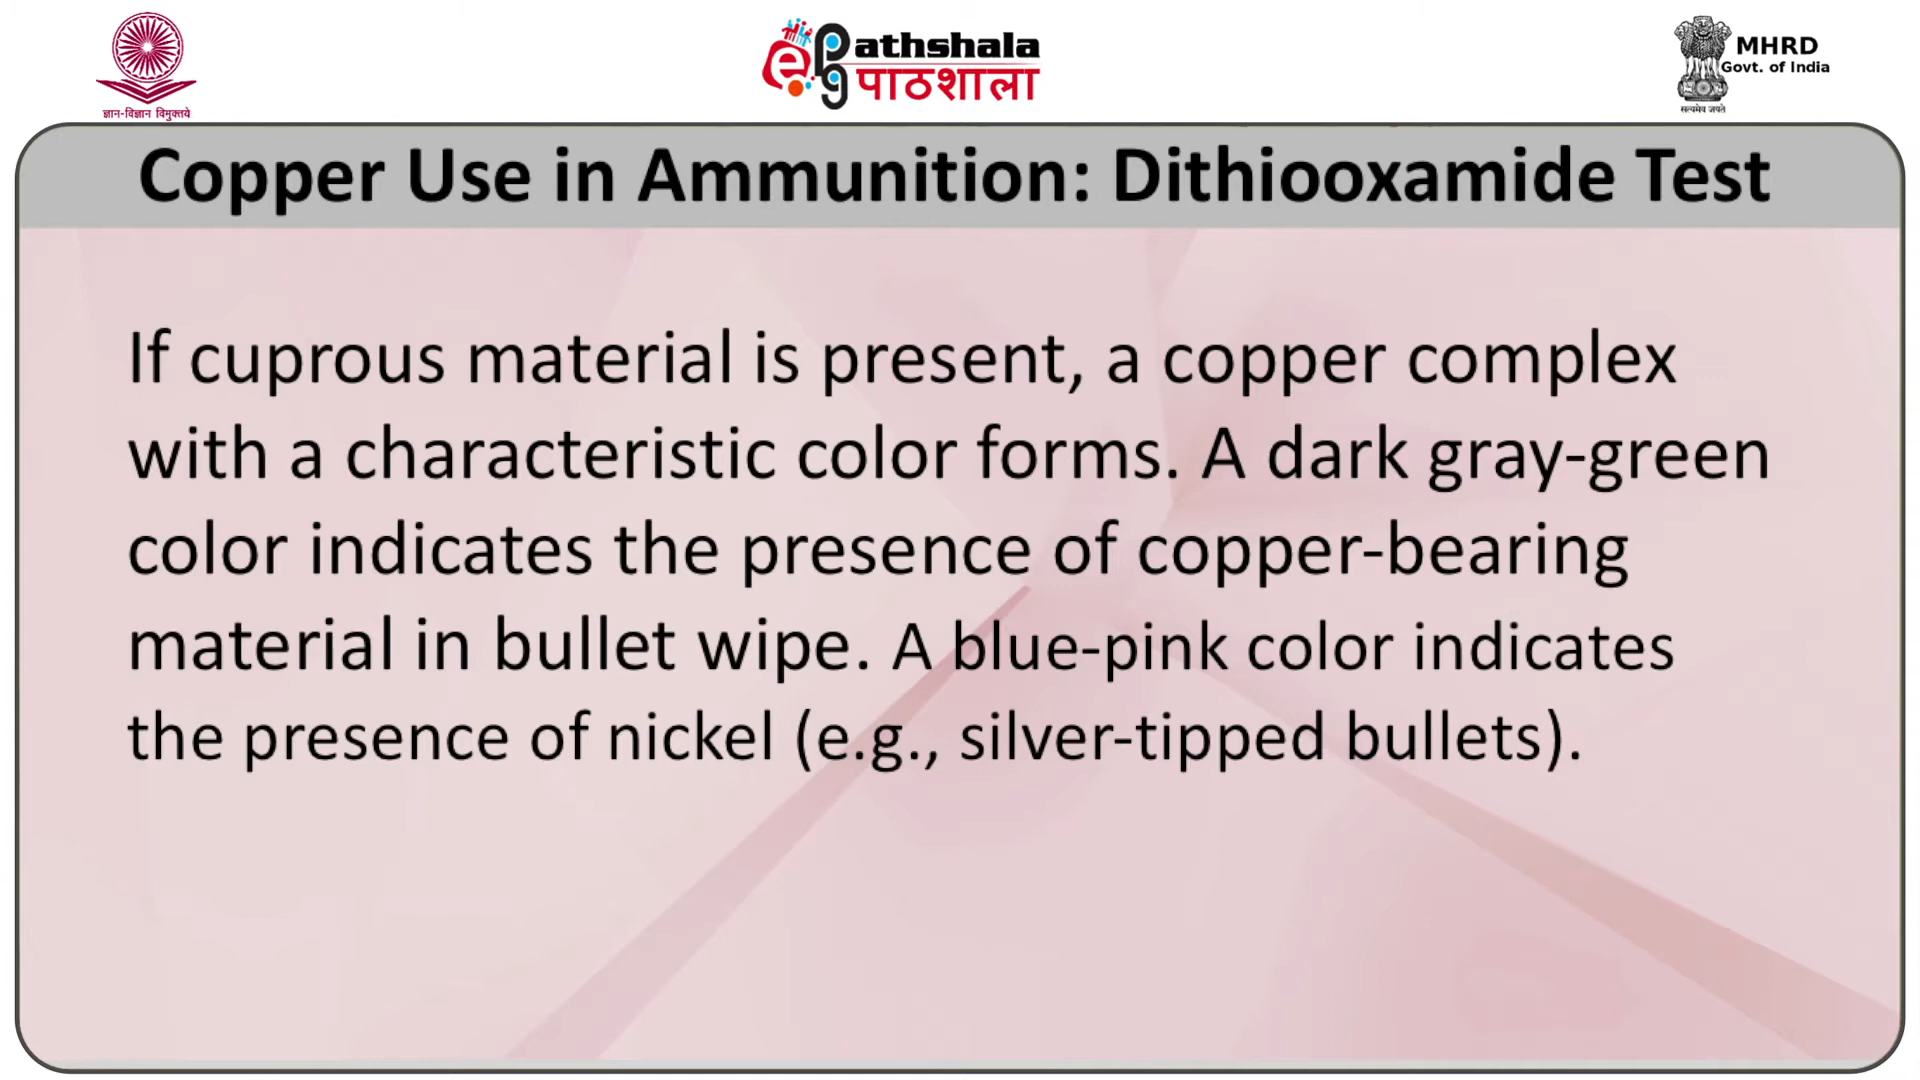 ज्ञान-विज्ञान विमुक्तये
ePG Pathshala
पाठशाला
MHRD
Govt. of India
सत्यमेव जयते
Copper Use in Ammunition: Dithiooxamide Test
If cuprous material is present, a copper complex
with a characteristic color forms. A dark gray-green
color indicates the presence of copper-bearing
material in bullet wipe. A blue-pink color indicates
the presence of nickel (e.g., silver-tipped bullets).